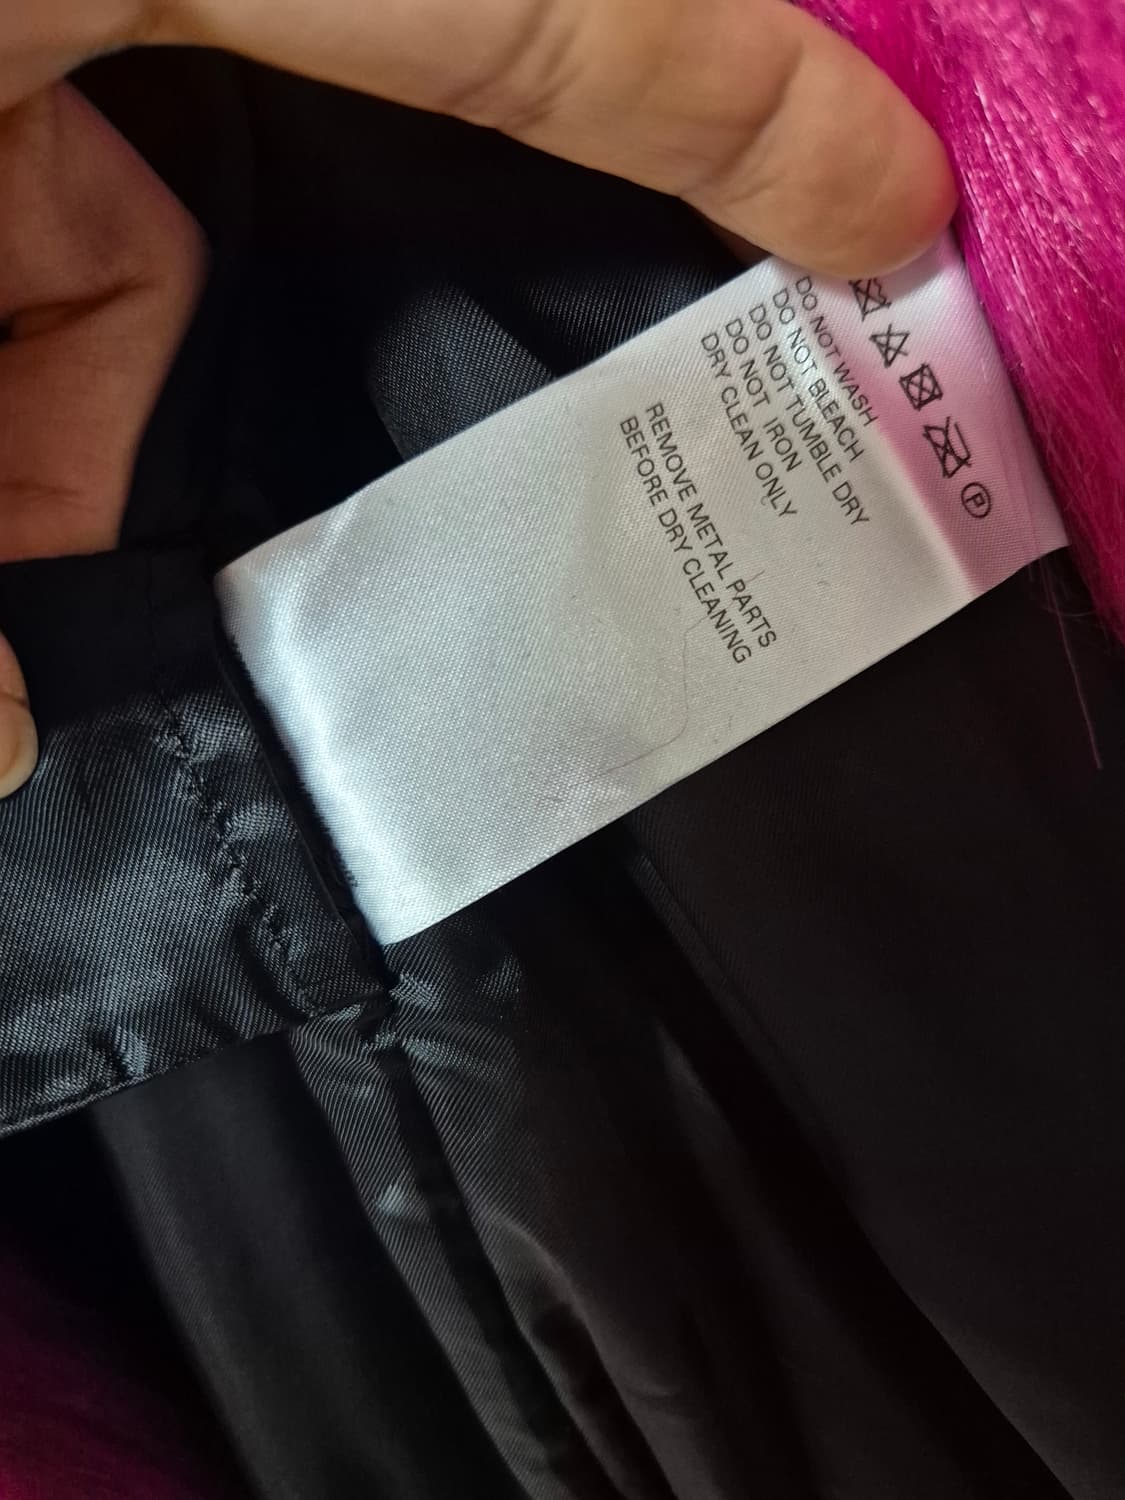 P
DO NOT WASH
DO NOT BLEACH
DO NOT TUMBLE DRY
DO NOT IRON
DRY CLEAN ONLY
REMOVE METAL PARTS
BEFORE DRY CLEANING